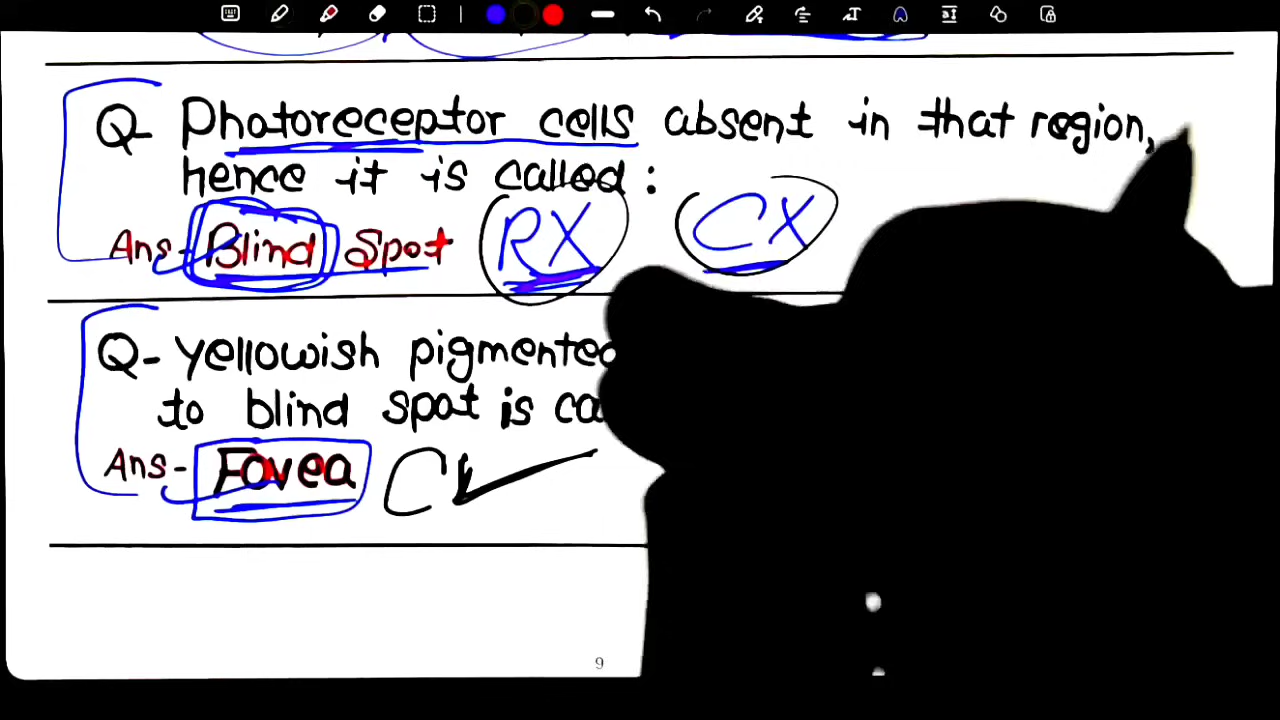 Q- Photoreceptor cells absent in that region,
hence it is called :
Ans- Blind Spot RX CX
Q- Yellowish pigmented
to blind spot is
Ans- Fovea C✓
9